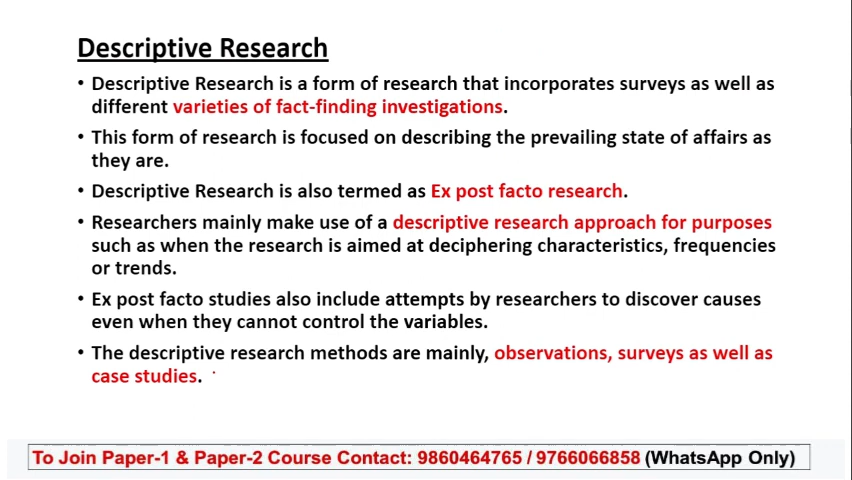 Descriptive Research
• Descriptive Research is a form of research that incorporates surveys as well as
different varieties of fact-finding investigations.
• This form of research is focused on describing the prevailing state of affairs as
they are.
• Descriptive Research is also termed as Ex post facto research.
• Researchers mainly make use of a descriptive research approach for purposes
such as when the research is aimed at deciphering characteristics, frequencies
or trends.
• Ex post facto studies also include attempts by researchers to discover causes
even when they cannot control the variables.
• The descriptive research methods are mainly, observations, surveys as well as
case studies.
To Join Paper-1 & Paper-2 Course Contact: 9860464765 / 9766066858 (WhatsApp Only)